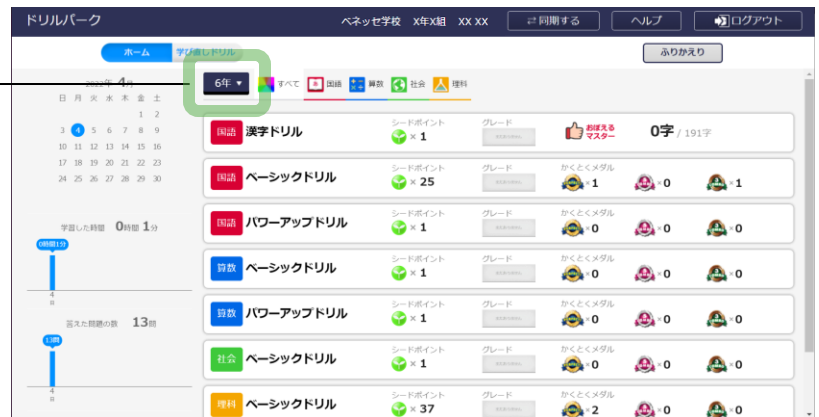 ドリルパーク
ベネッセ学校 X年X組 XX XX
同期する
ヘルプ
ログアウト
ホーム
学び直しドリル
ふりかえり
2022年 4月
日 月 火 水 木 金 土
1 2
3 4 5 6 7 8 9
10 11 12 13 14 15 16
17 18 19 20 21 22 23
24 25 26 27 28 29 30
学習した時間 0時間 1分
0時間1分
4
日
答えた問題の数 13問
13問
4
日
6年 ▼
すべて
国語
算数
社会
理科
国語 漢字ドリル
シードポイント
× 1
グレード
おぼえる
マスター
0字 / 191字
国語 ベーシックドリル
シードポイント
× 25
グレード
かくとくメダル
× 1
× 0
× 1
国語 パワーアップドリル
シードポイント
× 1
グレード
かくとくメダル
× 0
× 0
× 0
算数 ベーシックドリル
シードポイント
× 1
グレード
かくとくメダル
× 0
× 0
× 0
算数 パワーアップドリル
シードポイント
× 1
グレード
かくとくメダル
× 0
× 0
× 0
社会 ベーシックドリル
シードポイント
× 1
グレード
かくとくメダル
× 0
× 0
× 0
理科 ベーシックドリル
シードポイント
× 37
グレード
かくとくメダル
× 2
× 0
× 0